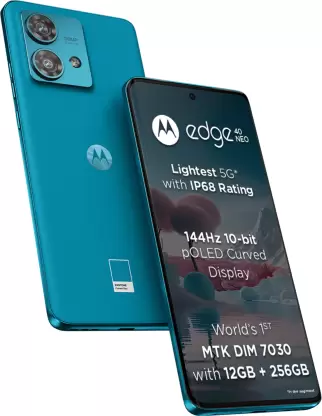 edge 40 NEO
Lightest 5G*
with IP68 Rating
144Hz 10-bit
pOLED Curved
Display
World's 1ST
MTK DIM 7030
with 12GB + 256GB